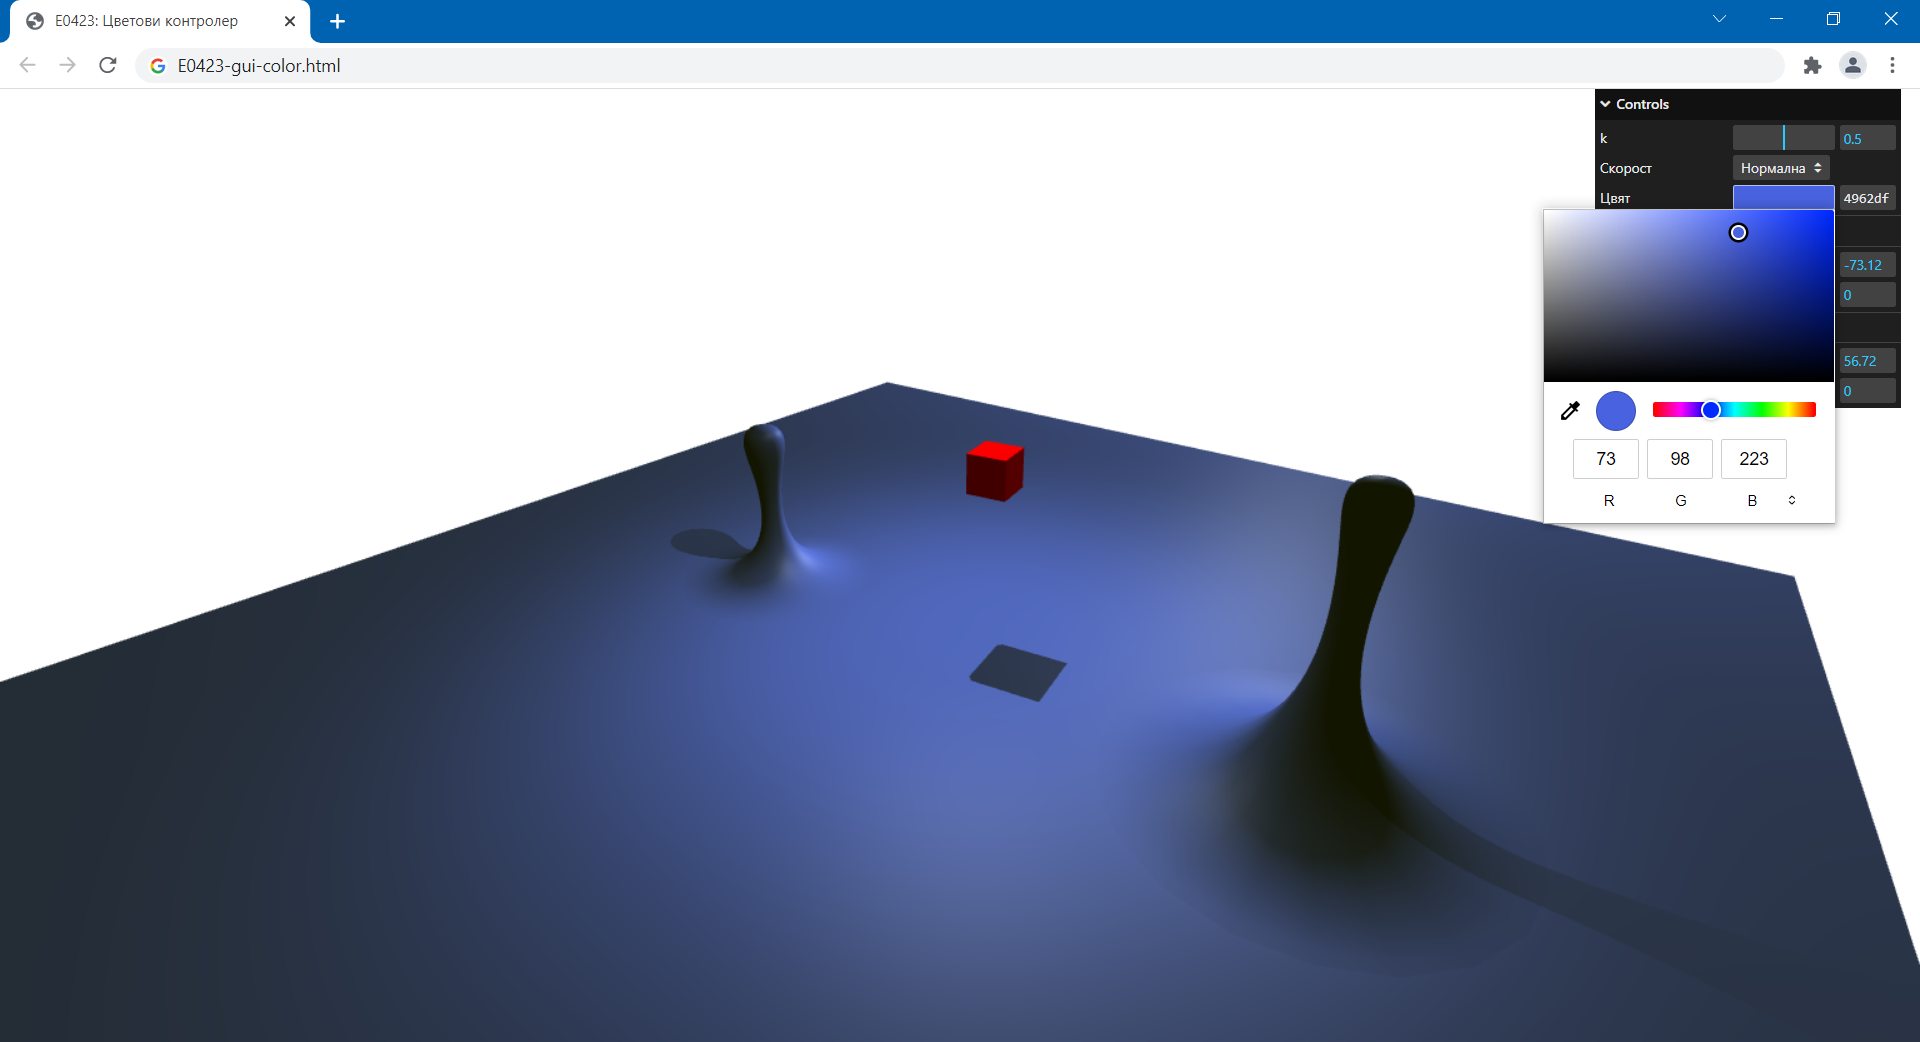 E0423: Цветови контролер
E0423-gui-color.html
Controls
k 0.5
Скорост Нормална
Цвят 4962df
-73.12
0
56.72
0
73 98 223
R G B